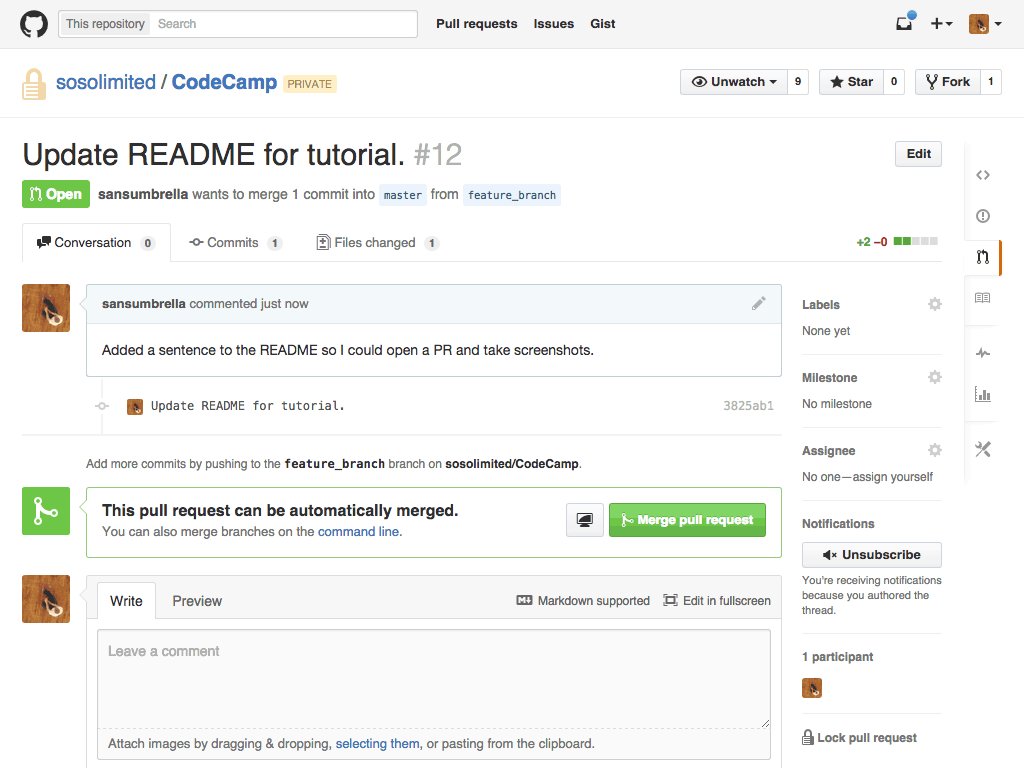 This repository Search Pull requests Issues Gist
sosolimited / CodeCamp PRIVATE Unwatch 9 Star 0 Fork 1
Update README for tutorial. #12 Edit
Open sansumbrella wants to merge 1 commit into master from feature_branch
Conversation 0 Commits 1 Files changed 1 +2 −0
sansumbrella commented just now
Added a sentence to the README so I could open a PR and take screenshots.
Update README for tutorial. 3825ab1
Add more commits by pushing to the feature_branch branch on sosolimited/CodeCamp.
This pull request can be automatically merged.
You can also merge branches on the command line.
Merge pull request
Write Preview Markdown supported Edit in fullscreen
Leave a comment
Attach images by dragging & dropping, selecting them, or pasting from the clipboard.
Labels
None yet
Milestone
No milestone
Assignee
No one—assign yourself
Notifications
Unsubscribe
You're receiving notifications
because you authored the
thread.
1 participant
Lock pull request